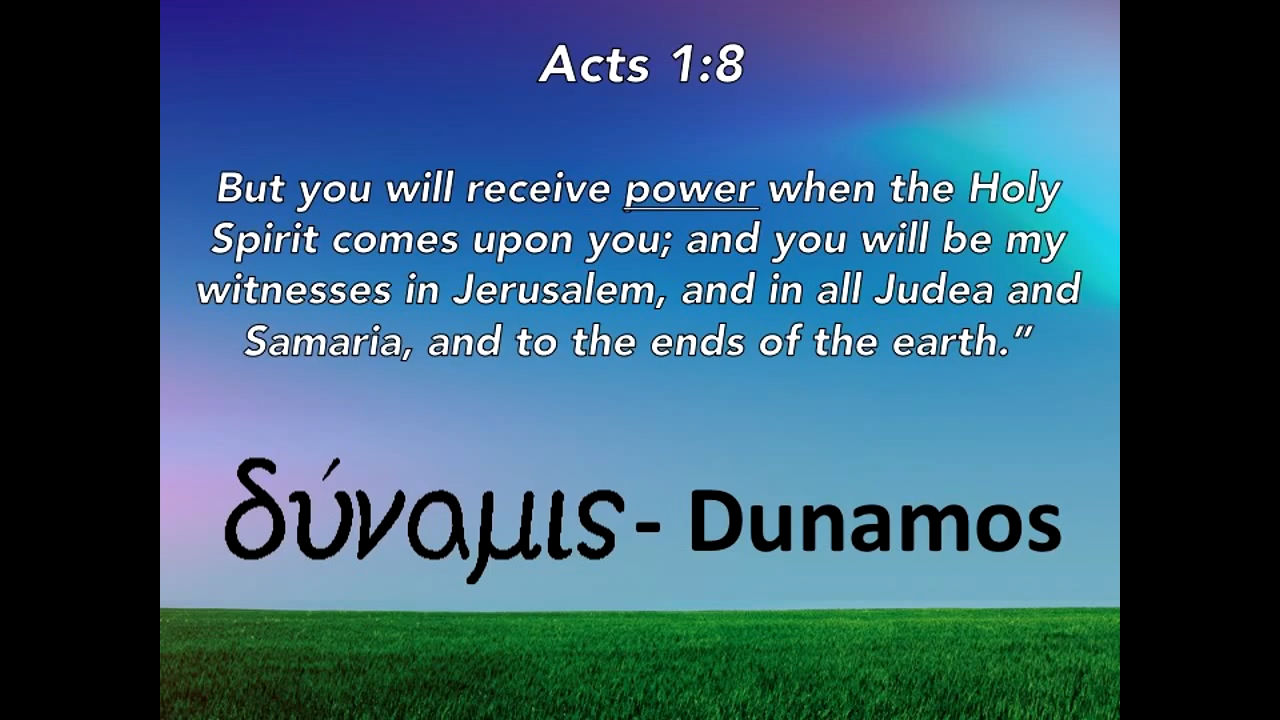 Acts 1:8
But you will receive power when the Holy
Spirit comes upon you; and you will be my
witnesses in Jerusalem, and in all Judea and
Samaria, and to the ends of the earth.”
δύναμις - Dunamos